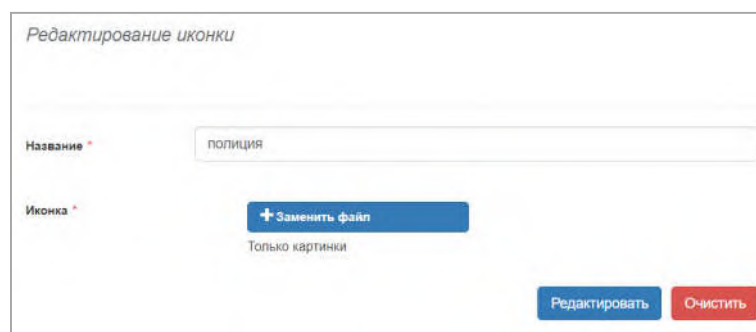 Редактирование иконки
Название *
полиция
Иконка *
+ Заменить файл
Только картинки
Редактировать
Очистить